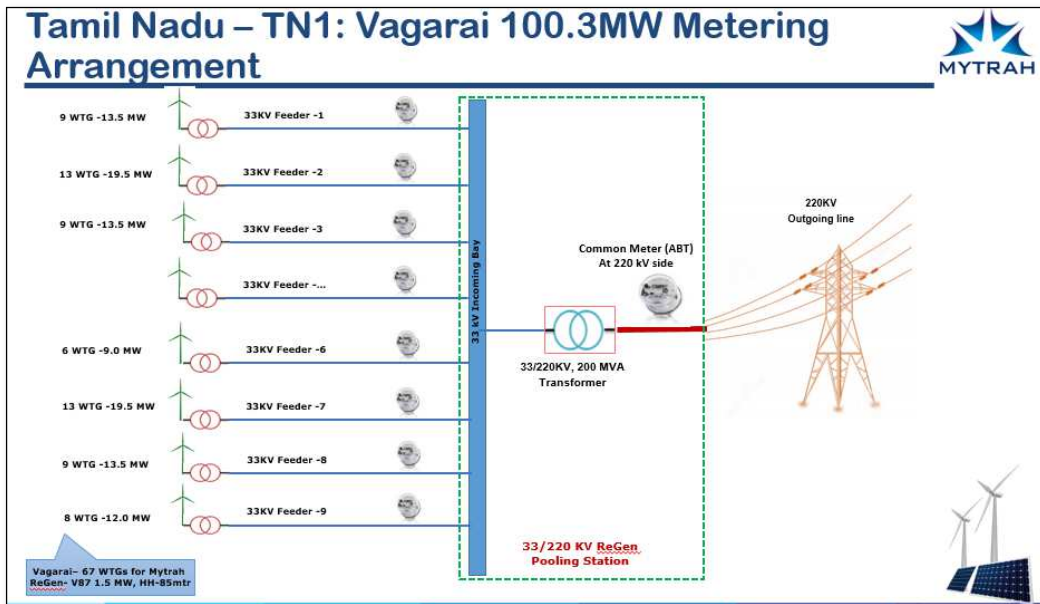 Tamil Nadu – TN1: Vagarai 100.3MW Metering
Arrangement
MYTRAH
9 WTG -13.5 MW
33KV Feeder -1
13 WTG -19.5 MW
33KV Feeder -2
9 WTG -13.5 MW
33KV Feeder -3
33KV Feeder -...
6 WTG -9.0 MW
33KV Feeder -6
13 WTG -19.5 MW
33KV Feeder -7
9 WTG -13.5 MW
33KV Feeder -8
8 WTG -12.0 MW
33KV Feeder -9
33 kV Incoming Bay
Common Meter (ABT)
At 220 kV side
33/220KV, 200 MVA
Transformer
220KV
Outgoing line
33/220 KV ReGen
Pooling Station
Vagarai– 67 WTGs for Mytrah
ReGen- V87 1.5 MW, HH-85mtr